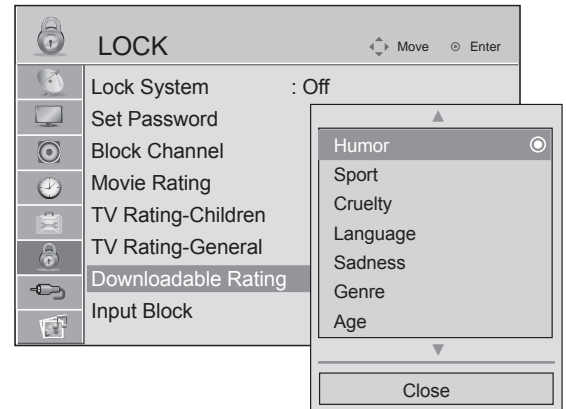 LOCK
Move
Enter
Lock System : Off
Set Password
Block Channel
Movie Rating
TV Rating-Children
TV Rating-General
Downloadable Rating
Input Block
Humor
Sport
Cruelty
Language
Sadness
Genre
Age
Close